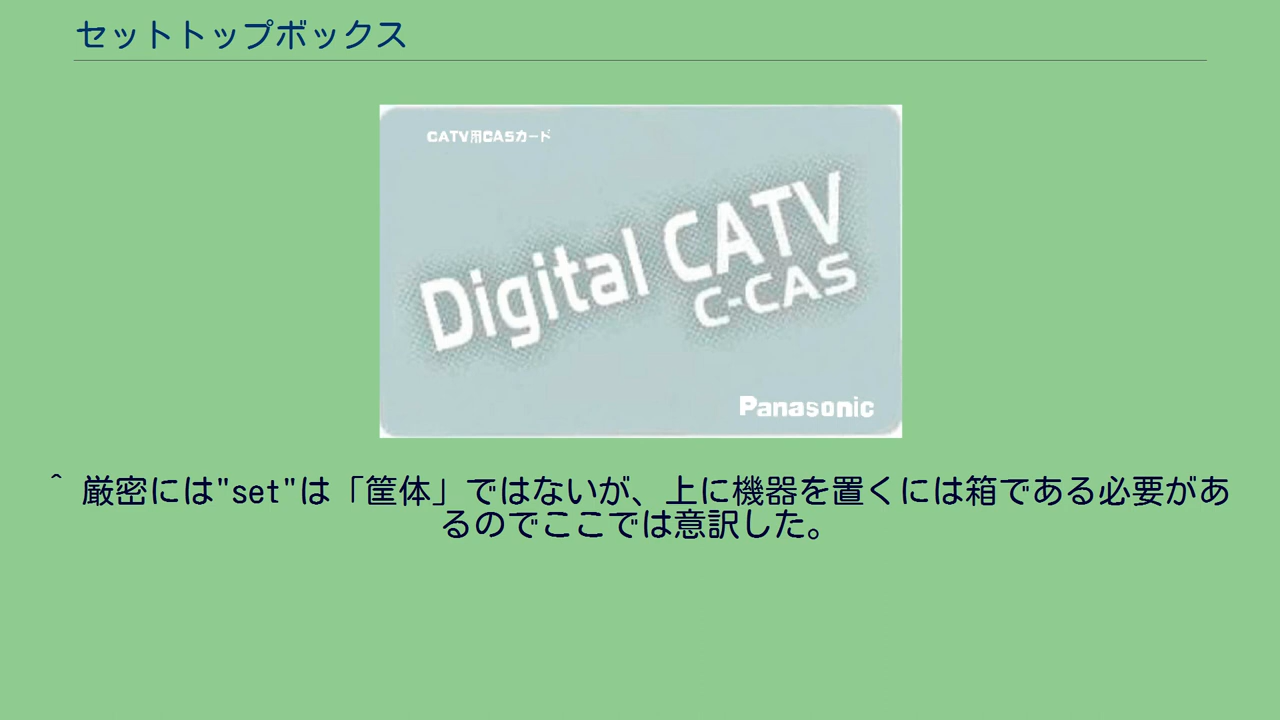 セットトップボックス
CATV用CASカード
Digital CATV
C-CAS
Panasonic
^ 厳密には"set"は「筐体」ではないが、上に機器を置くには箱である必要があ
るのでここでは意訳した。